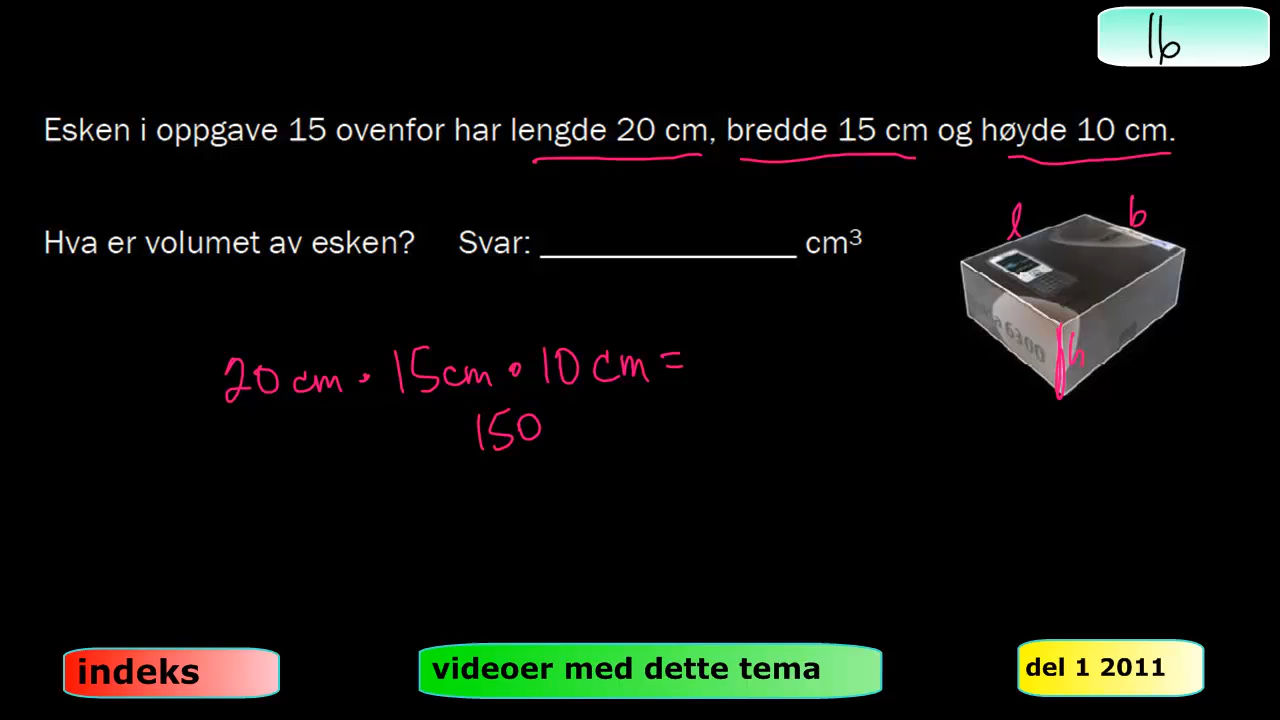 16
Esken i oppgave 15 ovenfor har lengde 20 cm, bredde 15 cm og høyde 10 cm.
l b
Hva er volumet av esken? Svar: ______________ cm³
6300
h
20 cm • 15 cm • 10 cm =
150
indeks
videoer med dette tema
del 1 2011